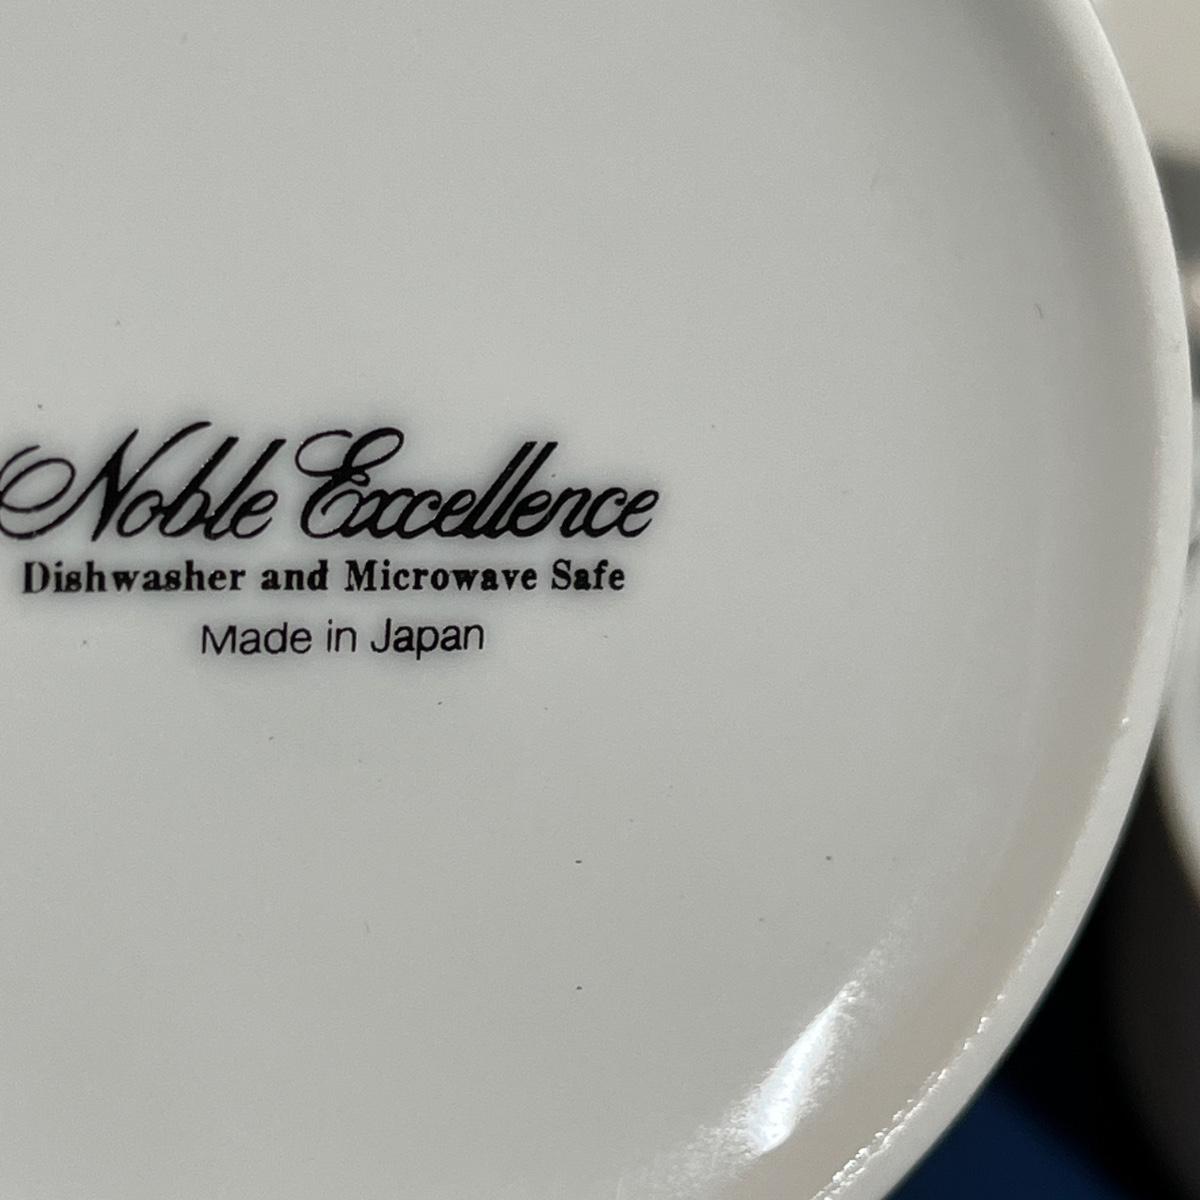 Noble Excellence
Dishwasher and Microwave Safe
Made in Japan